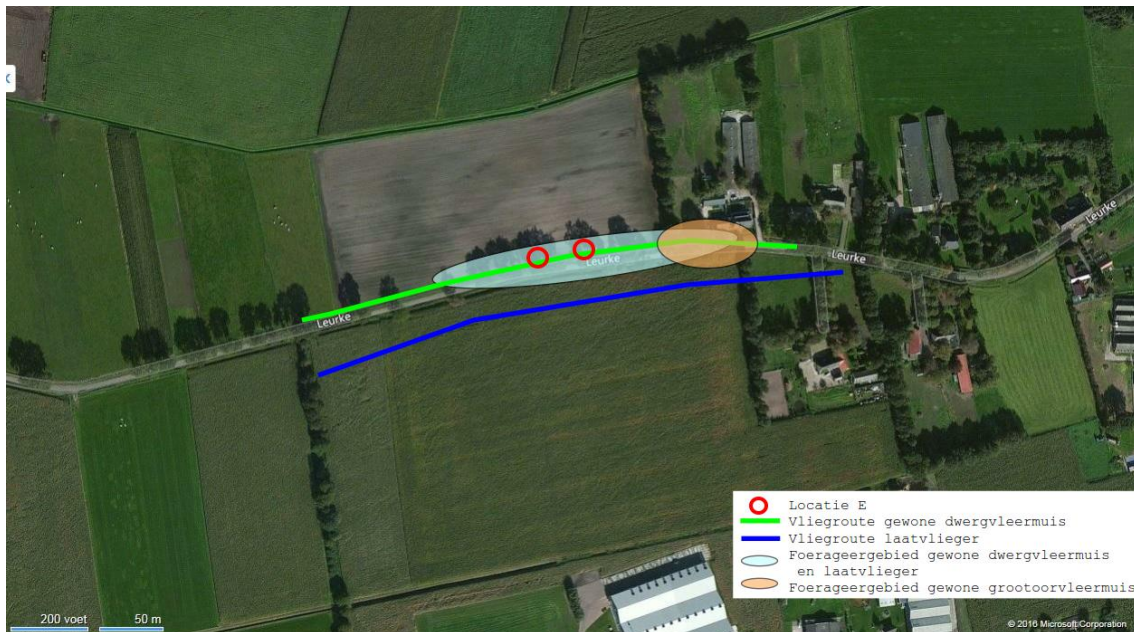 Leurke
Leurke
Leurke
Leurke
Locatie E
Vliegroute gewone dwergvleermuis
Vliegroute laatvlieger
Foerageergebied gewone dwergvleermuis
en laatvlieger
Foerageergebied gewone grootoorvleermuis
200 voet 50 m
© 2016 Microsoft Corporation